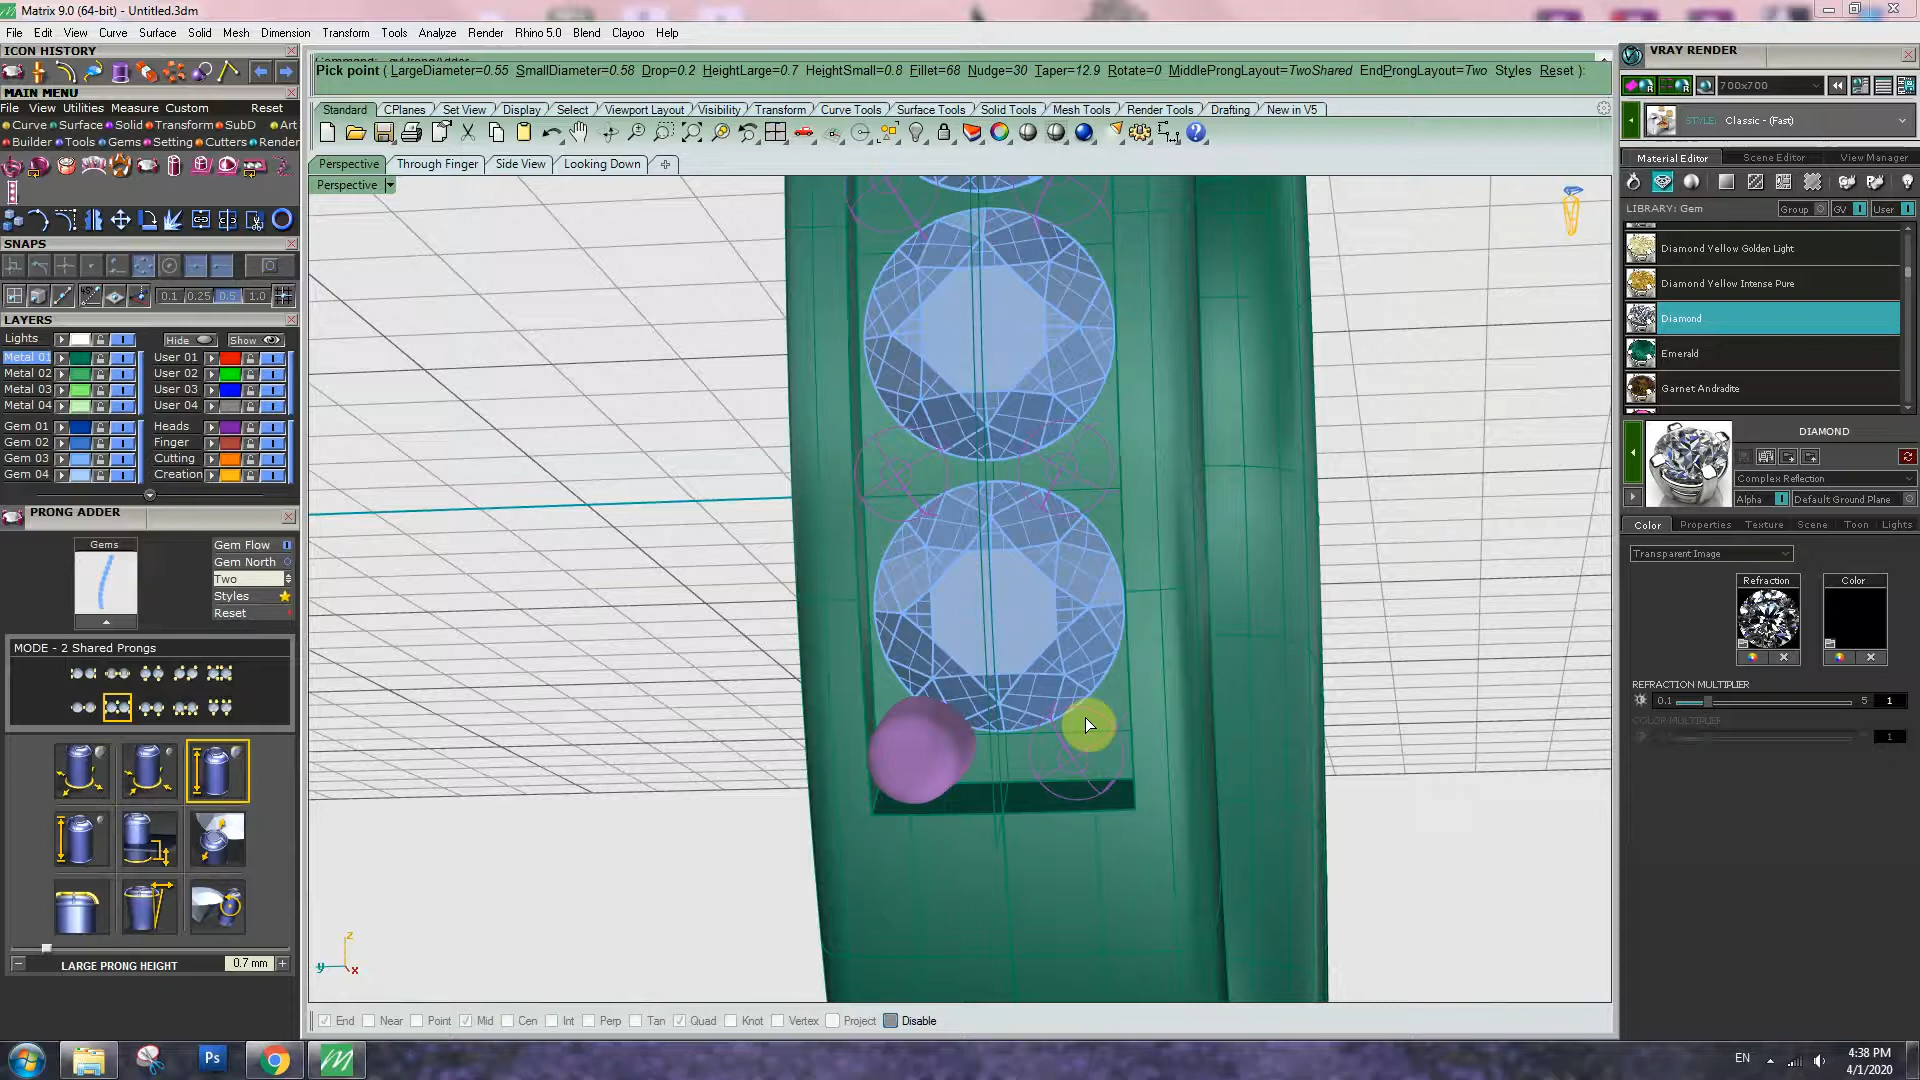 Matrix 9.0 (64-bit) - Untitled.3dm
File Edit View Curve Surface Solid Mesh Dimension Transform Tools Analyze Render Rhino 5.0 Blend Clayoo Help
ICON HISTORY
Pick point ( LargeDiameter=0.55 SmallDiameter=0.58 Drop=0.2 HeightLarge=0.7 HeightSmall=0.8 Fillet=68 Nudge=30 Taper=12.9 Rotate=0 MiddleProngLayout=TwoShared EndProngLayout=Two Styles Reset ):
MAIN MENU
File View Utilities Measure Custom Reset
Curve Surface Solid Transform SubD Art
Builder Tools Gems Setting Cutters Render
Standard CPlanes Set View Display Select Viewport Layout Visibility Transform Curve Tools Surface Tools Solid Tools Mesh Tools Render Tools Drafting New in V5
Perspective Through Finger Side View Looking Down
Perspective
SNAPS
0.1 0.25 0.5 1.0
LAYERS
Lights Hide Show
Metal 01 User 01
Metal 02 User 02
Metal 03 User 03
Metal 04 User 04
Gem 01 Heads
Gem 02 Finger
Gem 03 Cutting
Gem 04 Creation
PRONG ADDER
Gems Gem Flow
Gem North
Two
Styles
Reset
MODE - 2 Shared Prongs
LARGE PRONG HEIGHT 0.7 mm
z
y x
End Near Point Mid Cen Int Perp Tan Quad Knot Vertex Project Disable
VRAY RENDER
700x700
STYLE: Classic - (Fast)
Material Editor Scene Editor View Manager
LIBRARY: Gem Group GV User
Diamond Yellow Golden Light
Diamond Yellow Intense Pure
Diamond
Emerald
Garnet Andradite
DIAMOND
Complex Reflection
Alpha Default Ground Plane
Color Properties Texture Scene Toon Lights
Transparent Image
Refraction Color
REFRACTION MULTIPLIER
0.1 5 1
COLOR MULTIPLIER
1
Ps
EN 4:38 PM
4/1/2020